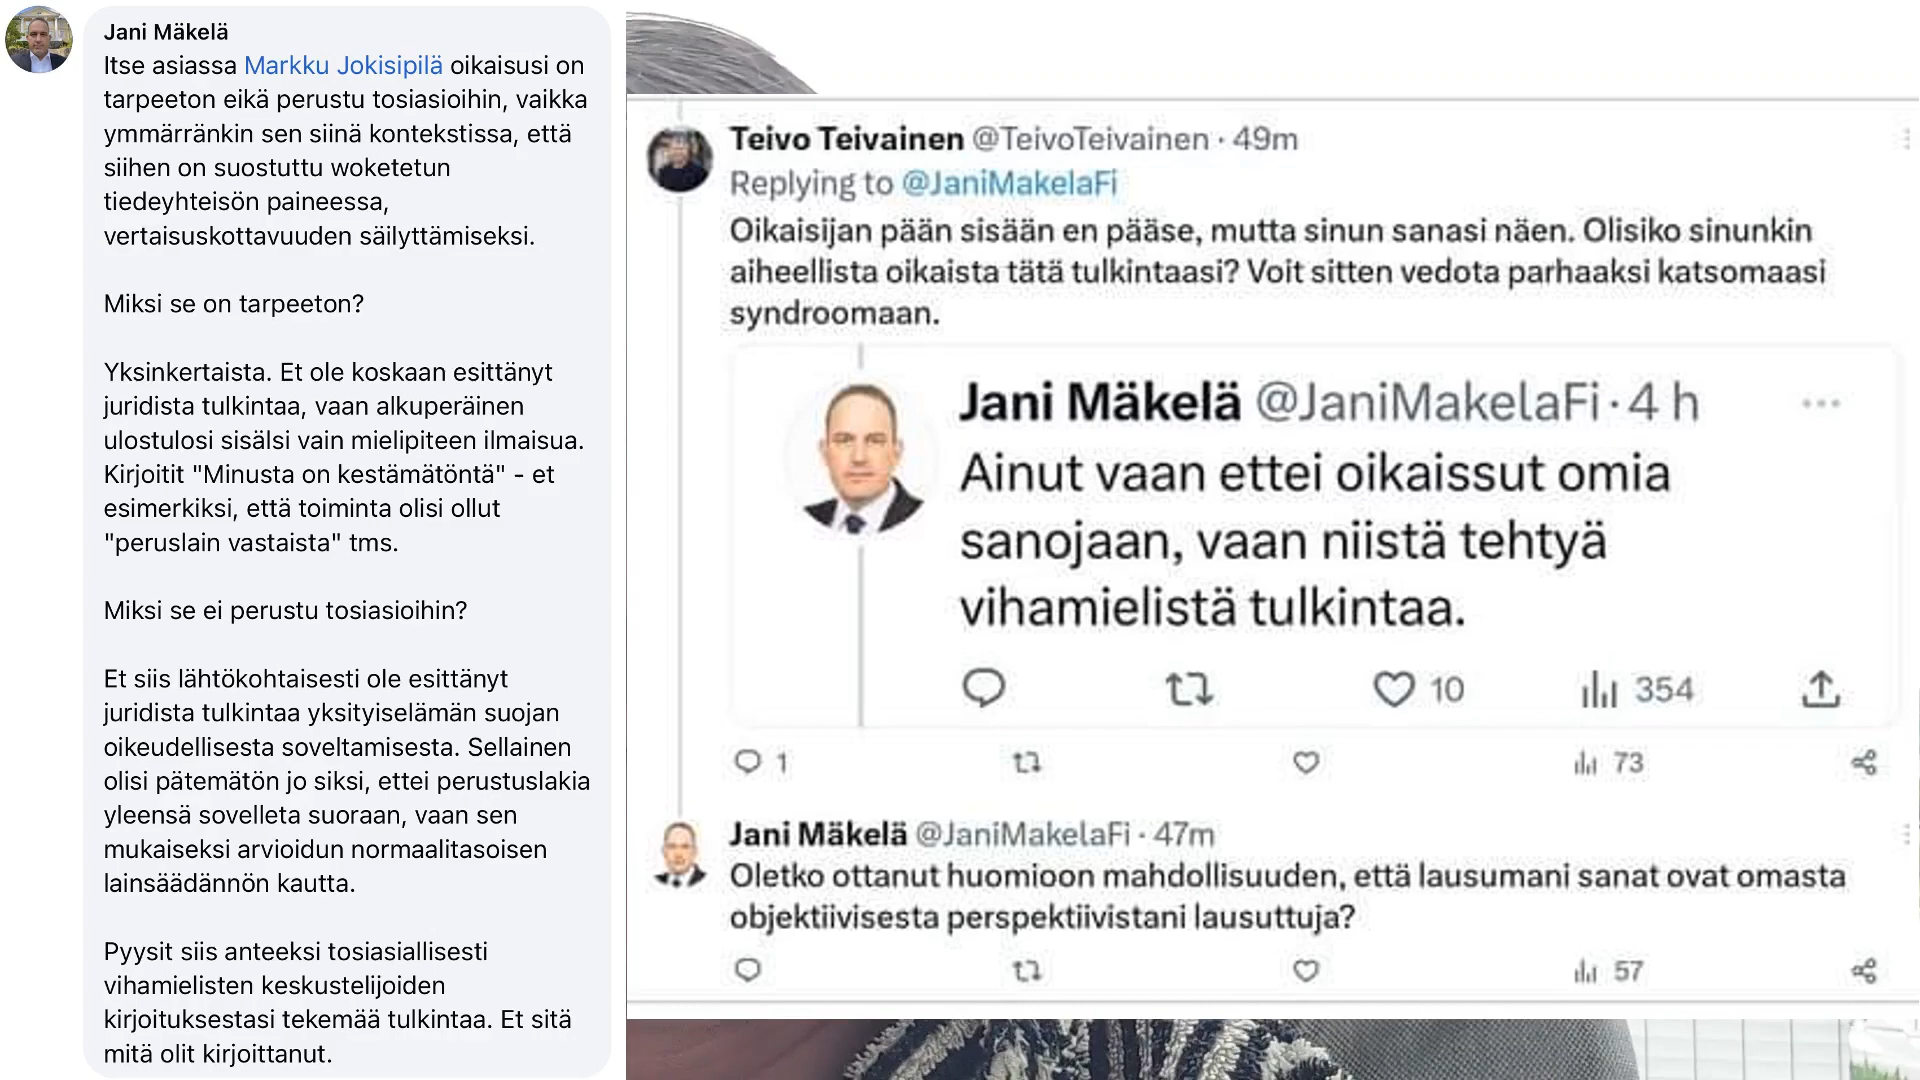 Jani Mäkelä
Itse asiassa Markku Jokisipilä oikaisusi on
tarpeeton eikä perustu tosiasioihin, vaikka
ymmärränkin sen siinä kontekstissa, että
siihen on suostuttu woketetun
tiedeyhteisön paineessa,
vertaisuskottavuuden säilyttämiseksi.
Miksi se on tarpeeton?
Yksinkertaista. Et ole koskaan esittänyt
juridista tulkintaa, vaan alkuperäinen
ulostulosi sisälsi vain mielipiteen ilmaisua.
Kirjoitit "Minusta on kestämätöntä" - et
esimerkiksi, että toiminta olisi ollut
"peruslain vastaista" tms.
Miksi se ei perustu tosiasioihin?
Et siis lähtökohtaisesti ole esittänyt
juridista tulkintaa yksityiselämän suojan
oikeudellisesta soveltamisesta. Sellainen
olisi pätemätön jo siksi, ettei perustuslakia
yleensä sovelleta suoraan, vaan sen
mukaiseksi arvioidun normaalitasoisen
lainsäädännön kautta.
Pyysit siis anteeksi tosiasiallisesti
vihamielisten keskustelijoiden
kirjoituksestasi tekemää tulkintaa. Et sitä
mitä olit kirjoittanut.
Teivo Teivainen @TeivoTeivainen · 49m
Replying to @JaniMakelaFi
Oikaisijan pään sisään en pääse, mutta sinun sanasi näen. Olisiko sinunkin
aiheellista oikaista tätä tulkintaasi? Voit sitten vedota parhaaksi katsomaasi
syndroomaan.
Jani Mäkelä @JaniMakelaFi · 4 h
Ainut vaan ettei oikaissut omia
sanojaan, vaan niistä tehtyä
vihamielistä tulkintaa.
10 354
1 73
Jani Mäkelä @JaniMakelaFi · 47m
Oletko ottanut huomioon mahdollisuuden, että lausumani sanat ovat omasta
objektiivisesta perspektiivistani lausuttuja?
57